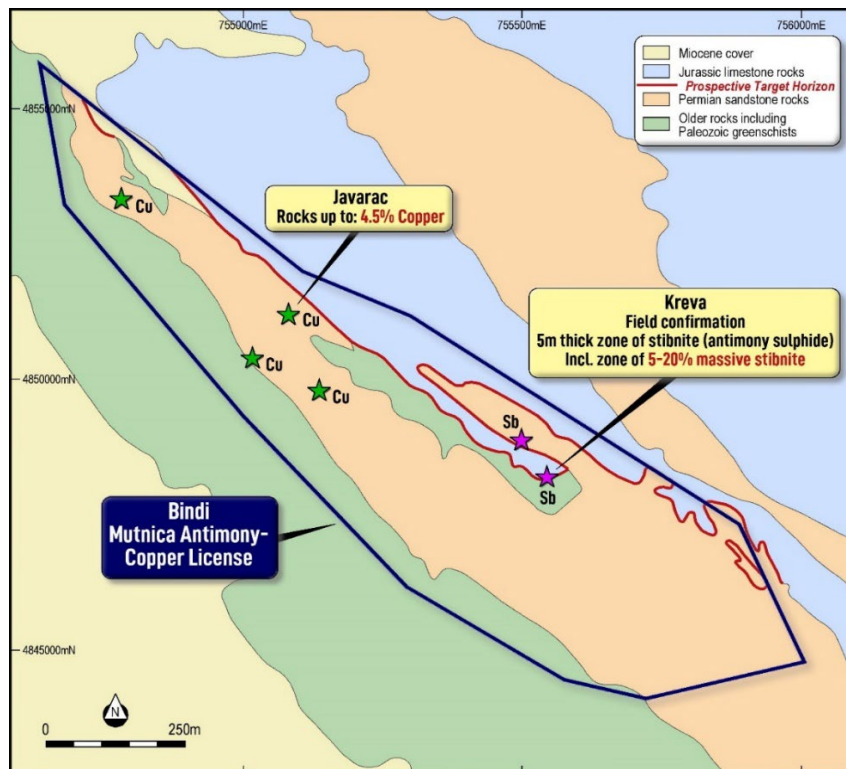 755000mE
755500mE
756000mE
Miocene cover
Jurassic limestone rocks
Prospective Target Horizon
Permian sandstone rocks
Older rocks including
Paleozoic greenschists
4855000mN
Cu
Javarac
Rocks up to: 4.5% Copper
Cu
Kreva
Field confirmation
5m thick zone of stibnite (antimony sulphide)
Incl. zone of 5-20% massive stibnite
Cu
4850000mN
Cu
Sb
Sb
Bindi
Mutnica Antimony-
Copper License
4845000mN
N
0 250m